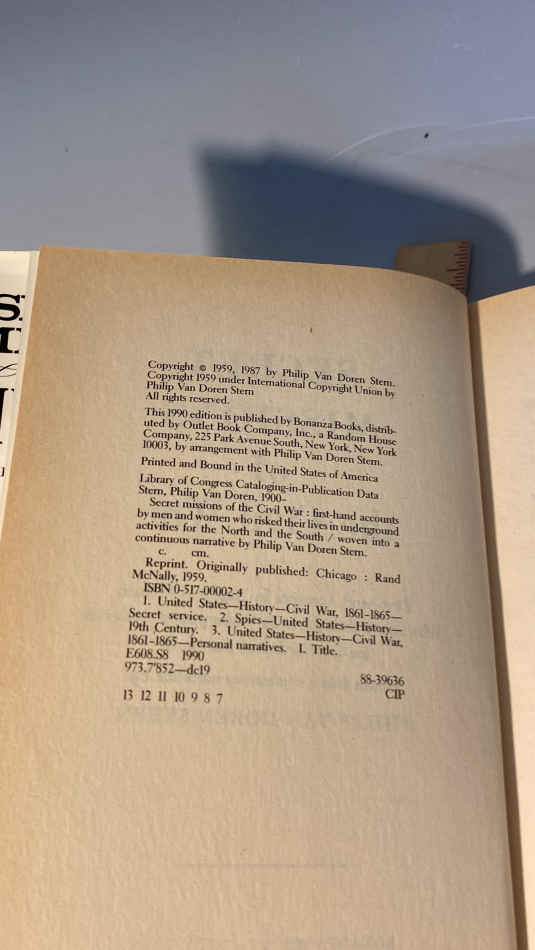 Copyright © 1959, 1987 by Philip Van Doren Stern.
Copyright 1959 under International Copyright Union by
Philip Van Doren Stern
All rights reserved.
This 1990 edition is published by Bonanza Books, distrib-
uted by Outlet Book Company, Inc., a Random House
Company, 225 Park Avenue South, New York, New York
10003, by arrangement with Philip Van Doren Stern.
Printed and Bound in the United States of America
Library of Congress Cataloging-in-Publication Data
Stern, Philip Van Doren, 1900–
Secret missions of the Civil War : first-hand accounts
by men and women who risked their lives in underground
activities for the North and the South / woven into a
continuous narrative by Philip Van Doren Stern.
c. cm.
Reprint. Originally published: Chicago : Rand
McNally, 1959.
ISBN 0-517-00002-4
1. United States—History—Civil War, 1861-1865—
Secret service. 2. Spies—United States—History—
19th Century. 3. United States—History—Civil War,
1861-1865—Personal narratives. I. Title.
E608.S8 1990
973.7'852—dc19 88-39636
CIP
13 12 11 10 9 8 7